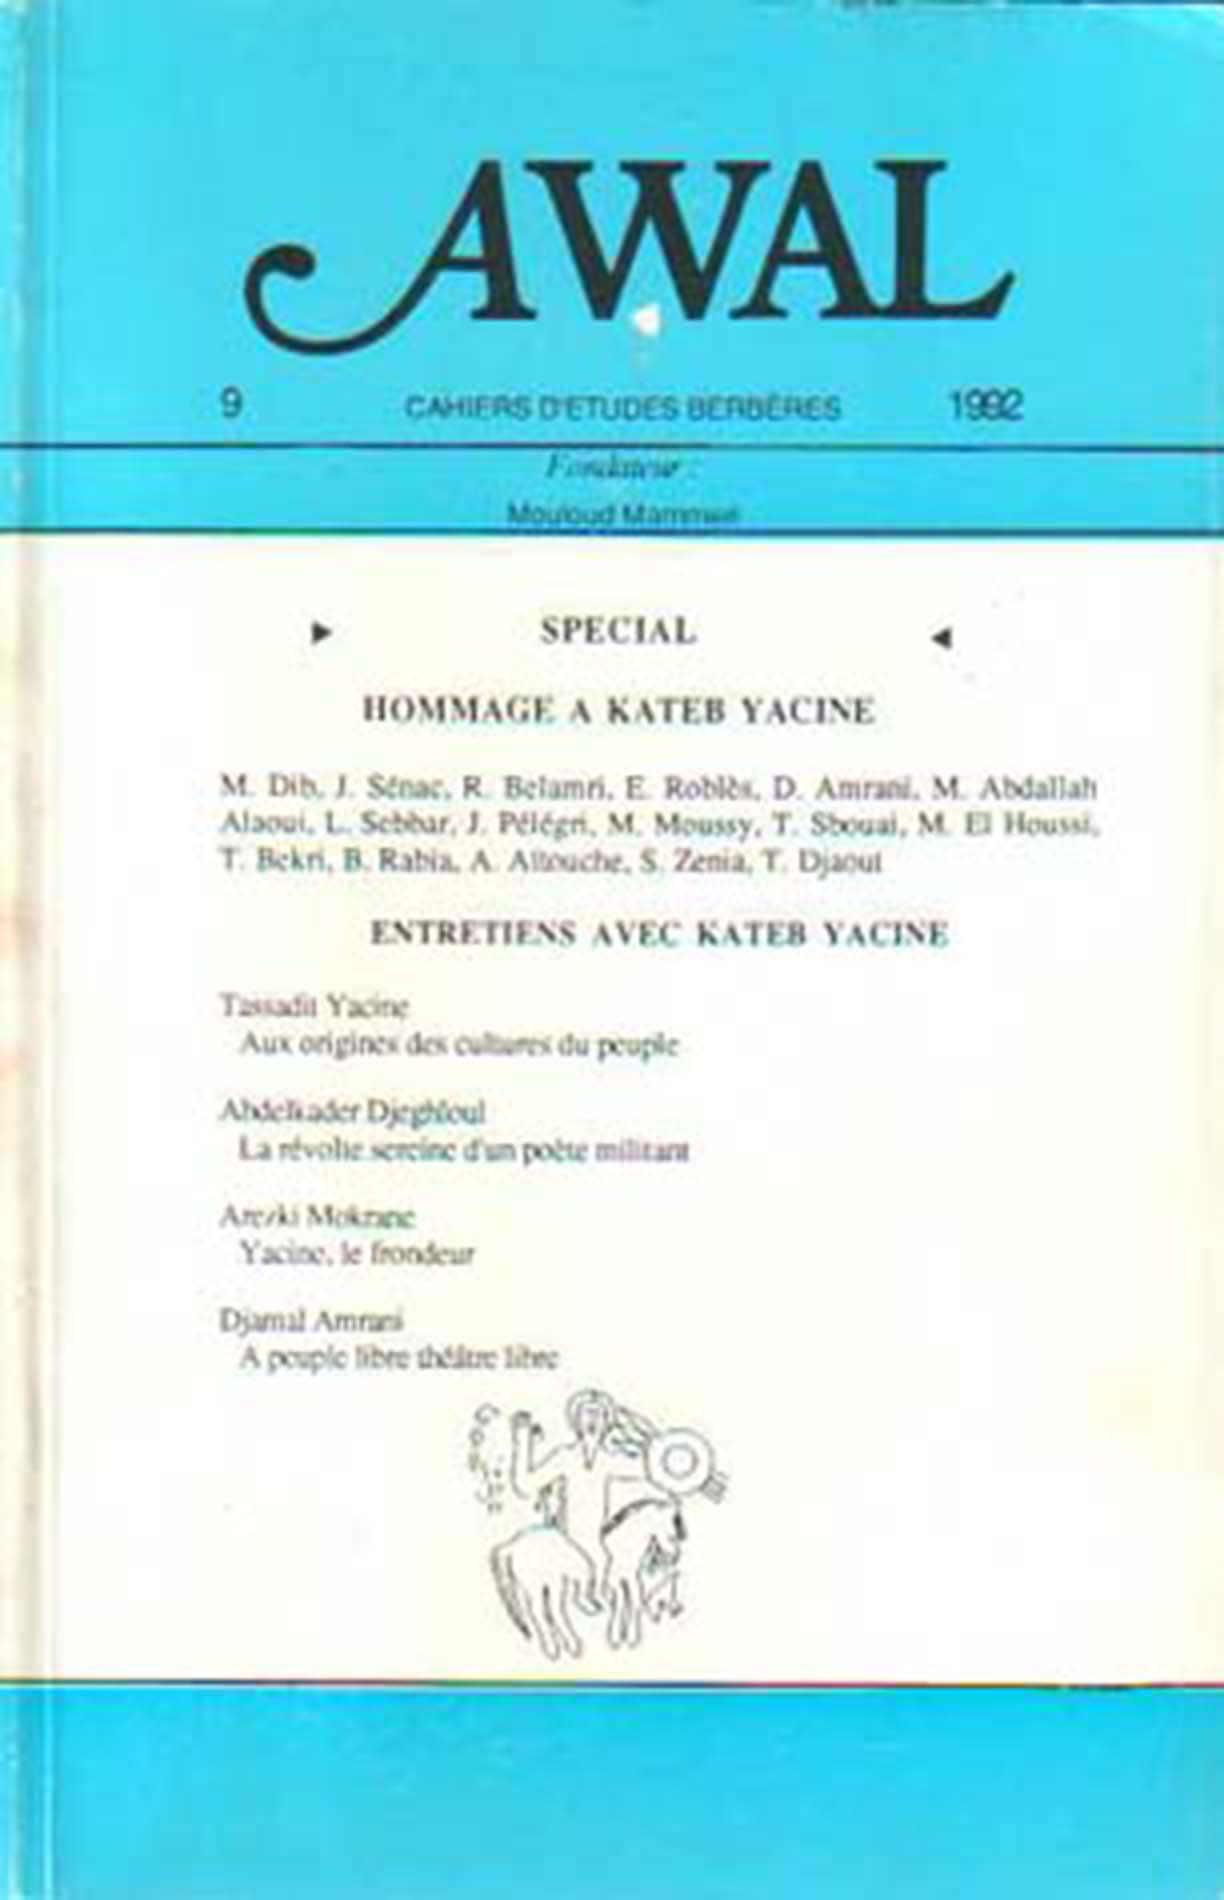 AWAL
9 CAHIERS D'ETUDES BERBÈRES 1992
Fondateur :
Mouloud Mammeri
SPECIAL
HOMMAGE A KATEB YACINE
M. Dib, J. Sénac, R. Belamri, E. Roblès, D. Amrani, M. Abdallah
Alaoui, L. Sebbar, J. Pélégri, M. Moussy, T. Sbouai, M. El Houssi,
T. Bekri, B. Rabia, A. Aïtouche, S. Zenia, T. Djaout
ENTRETIENS AVEC KATEB YACINE
Tassadit Yacine
Aux origines des cultures du peuple
Abdelkader Djeghloul
La révolte sereine d'un poète militant
Arezki Mokrane
Yacine, le frondeur
Djamal Amrani
A peuple libre théâtre libre